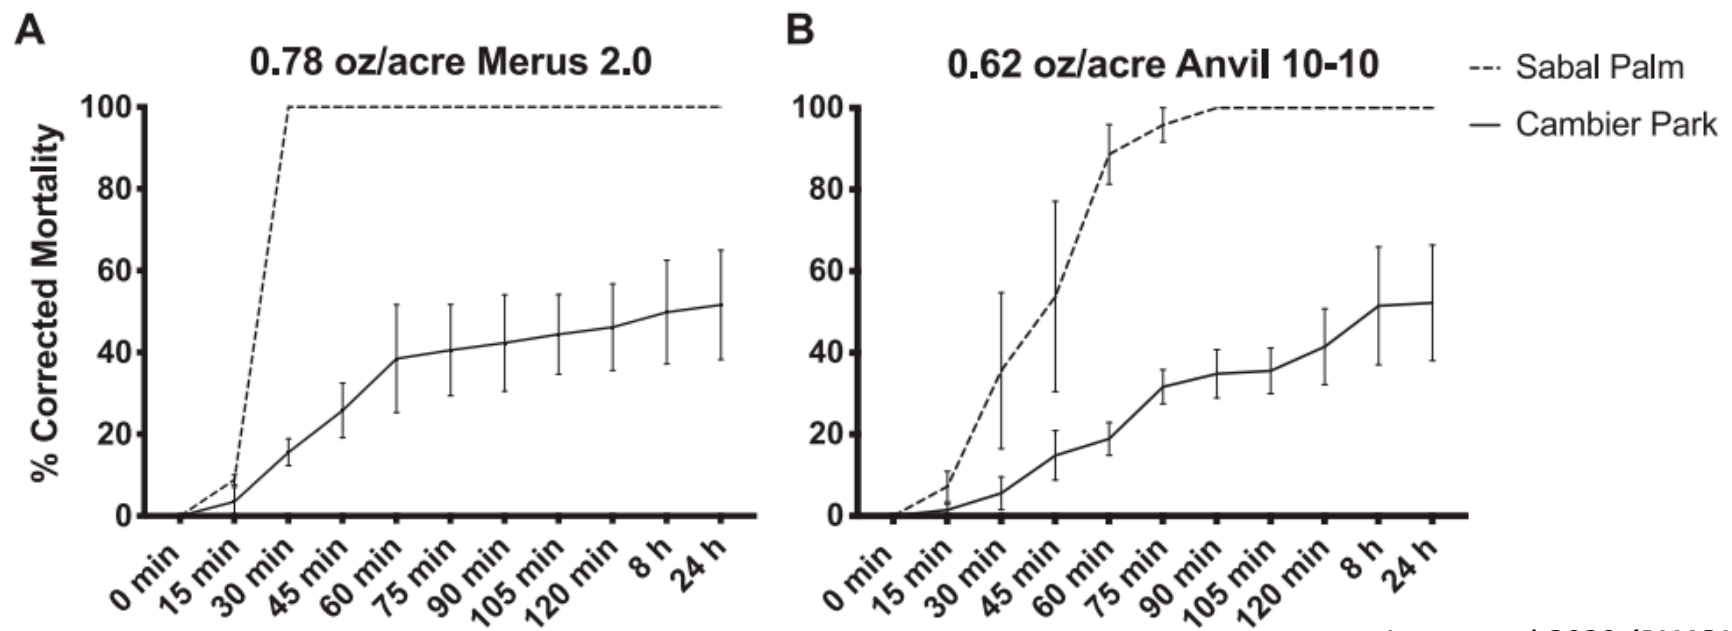 A
0.78 oz/acre Merus 2.0
% Corrected Mortality
100
80
60
40
20
0
0 min
15 min
30 min
45 min
60 min
75 min
90 min
105 min
120 min
8 h
24 h
B
0.62 oz/acre Anvil 10-10
100
80
60
40
20
0
0 min
15 min
30 min
45 min
60 min
75 min
90 min
105 min
120 min
8 h
24 h
Sabal Palm
Cambier Park